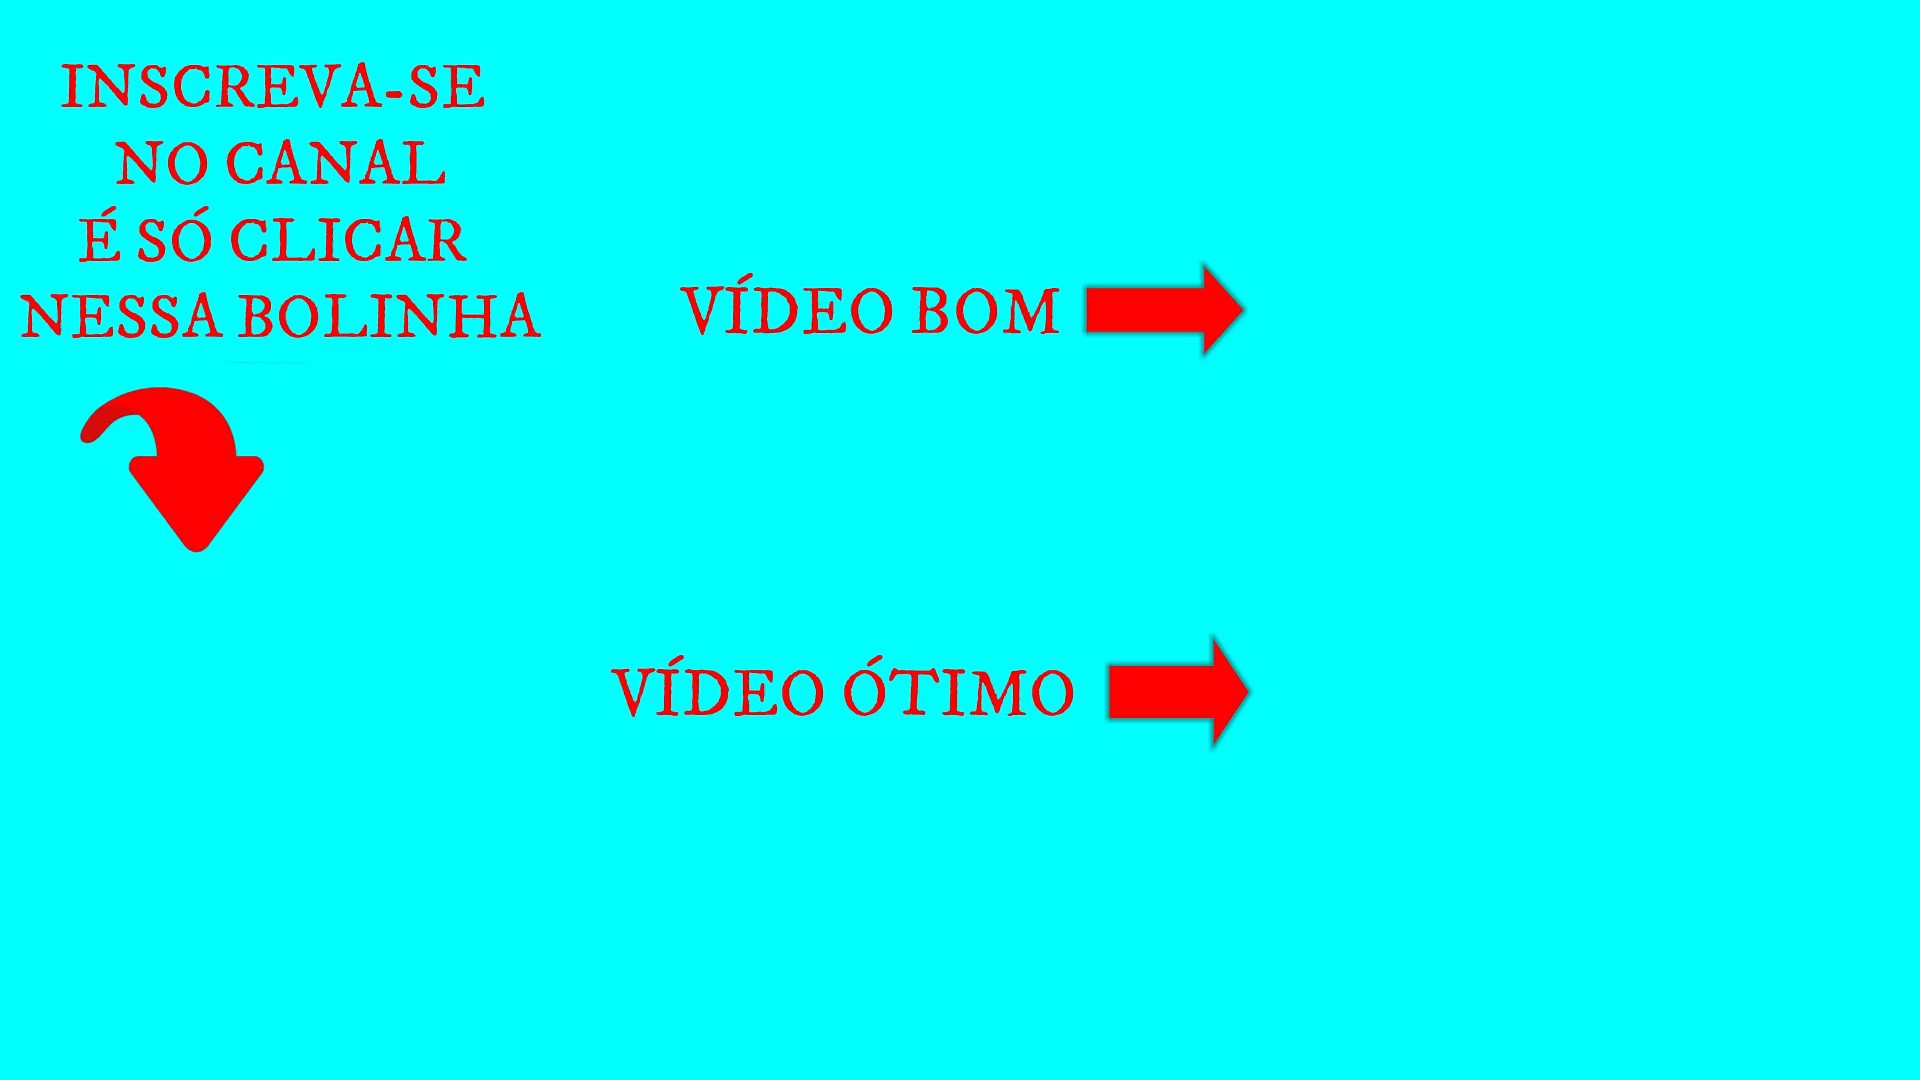 INSCREVA-SE
NO CANAL
É SÓ CLICAR
NESSA BOLINHA
VÍDEO BOM
VÍDEO ÓTIMO